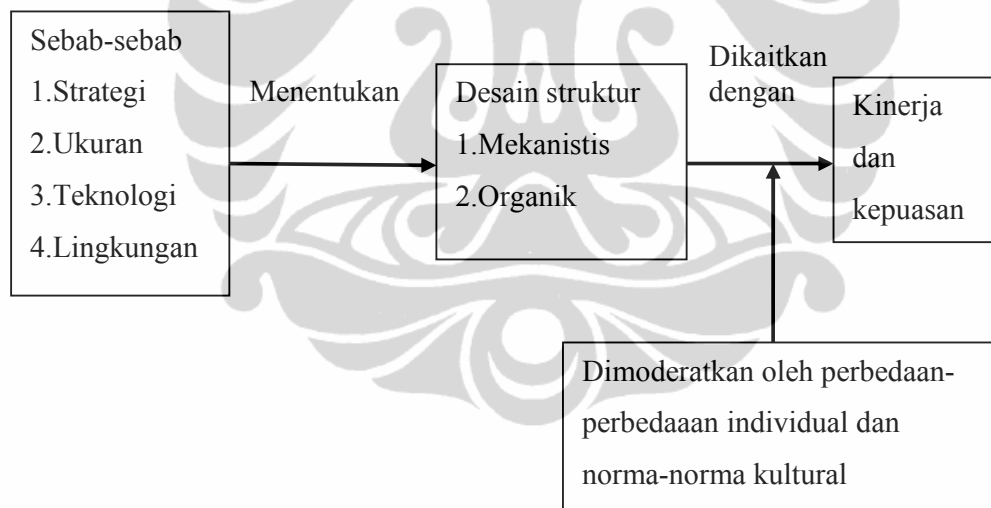 Sebab-sebab
1.Strategi
2.Ukuran
3.Teknologi
4.Lingkungan
Menentukan
Desain struktur
1.Mekanistis
2.Organik
Dikaitkan
dengan
Kinerja
dan
kepuasan
Dimoderatkan oleh perbedaan-
perbedaaan individual dan
norma-norma kultural